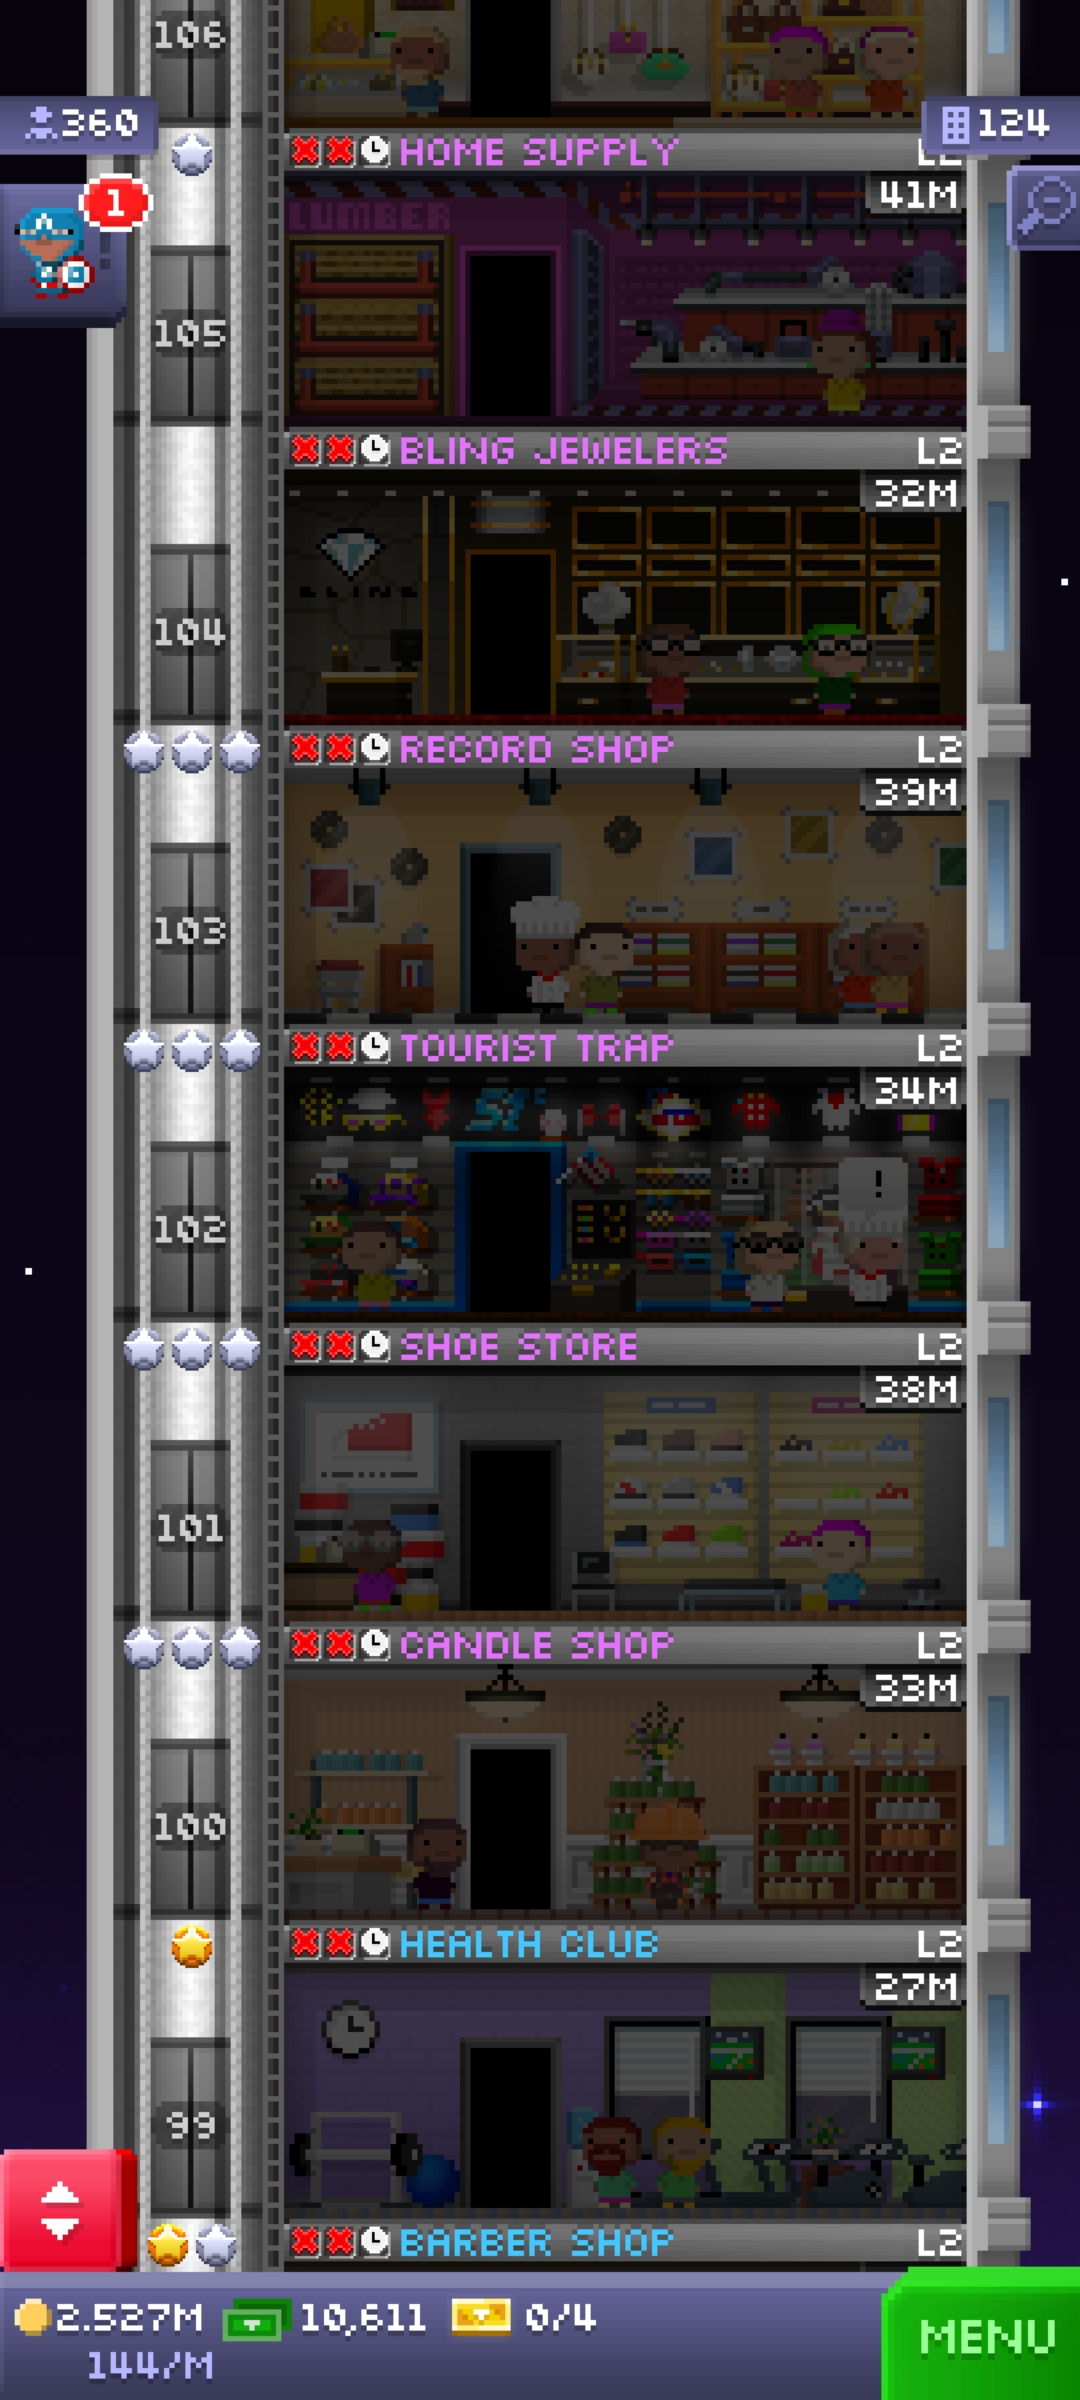 106
360
124
1
HOME SUPPLY L2
41M
LUMBER
105
BLING JEWELERS L2
32M
BLING
104
RECORD SHOP L2
39M
103
TOURIST TRAP L2
34M
!
102
SHOE STORE L2
38M
101
CANDLE SHOP L2
33M
100
HEALTH CLUB L2
27M
99
BARBER SHOP L2
2.527M 10,611 0/4
144/M
MENU